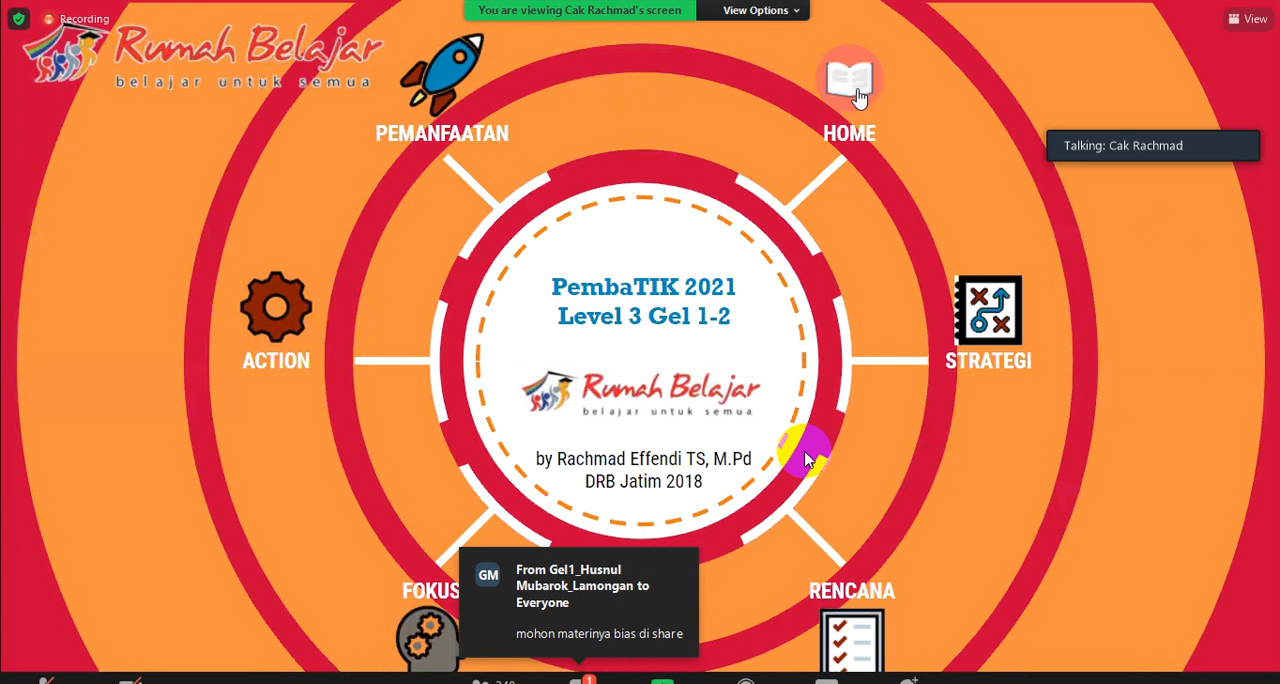 Recording
You are viewing Cak Rachmad's screen
View Options
View
Rumah Belajar
belajar untuk semua
PEMANFAATAN
HOME
Talking: Cak Rachmad
PembaTIK 2021
Level 3 Gel 1-2
ACTION
STRATEGI
Rumah Belajar
belajar untuk semua
by Rachmad Effendi TS, M.Pd
DRB Jatim 2018
FOKUS
RENCANA
GM
From Gel1_Husnul
Mubarok_Lamongan to
Everyone
mohon materinya bias di share
1